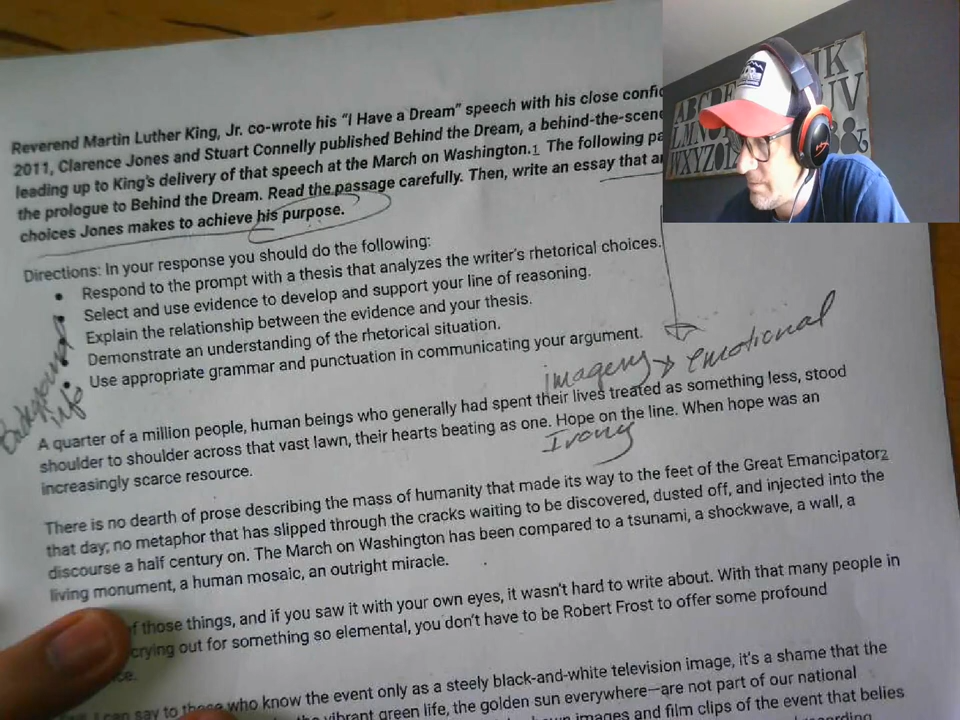 Reverend Martin Luther King, Jr. co-wrote his “I Have a Dream” speech with his close
2011, Clarence Jones and Stuart Connelly published Behind the Dream, a
leading up to King's delivery of that speech at the March on Washington.1 The following
the prologue to Behind the Dream. Read the passage carefully. Then, write an essay that
choices Jones makes to achieve his purpose.
Directions: In your response you should do the following:
• Respond to the prompt with a thesis that analyzes the writer's rhetorical choices.
• Select and use evidence to develop and support your line of reasoning.
• Explain the relationship between the evidence and your thesis.
• Demonstrate an understanding of the rhetorical situation.
• Use appropriate grammar and punctuation in communicating your argument.
Background
info
imagery → emotional
A quarter of a million people, human beings who generally had spent their lives treated as something less, stood
shoulder to shoulder across that vast lawn, their hearts beating as one. Hope on the line. When hope was an
Irony
increasingly scarce resource.
There is no dearth of prose describing the mass of humanity that made its way to the feet of the Great Emancipator2
that day; no metaphor that has slipped through the cracks waiting to be discovered, dusted off, and injected into the
discourse a half century on. The March on Washington has been compared to a tsunami, a shockwave, a wall, a
living monument, a human mosaic, an outright miracle.
of those things, and if you saw it with your own eyes, it wasn't hard to write about. With that many people in
crying out for something so elemental, you don't have to be Robert Frost to offer some profound
I can say to those who know the event only as a steely black-and-white television image, it's a shame that the
vibrant green life, the golden sun everywhere—are not part of our national
images and film clips of the event that belies
ABCDE
JK
UV
WXYZ
&